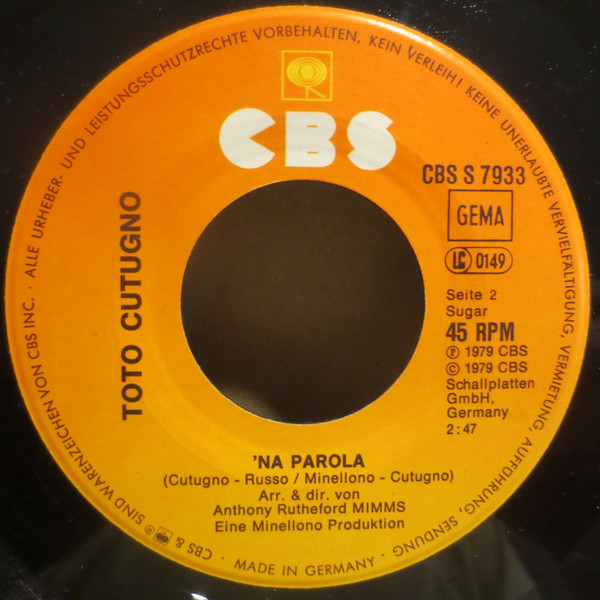 ALLE URHEBER- UND LEISTUNGSSCHUTZRECHTE VORBEHALTEN. KEIN VERLEIH! KEINE UNERLAUBTE VERVIELFÄLTIGUNG, VERMIETUNG, AUFFÜHRUNG, SENDUNG
CBS
CBS S 7933
GEMA
LC 0149
Seite 2
Sugar
45 RPM
Ⓟ 1979 CBS
© 1979 CBS
Schallplatten
GmbH,
Germany
2:47
TOTO CUTUGNO
'NA PAROLA
(Cutugno - Russo / Minellono - Cutugno)
Arr. & dir. von
Anthony Rutheford MIMMS
Eine Minellono Produktion
· MADE IN GERMANY ·
CBS & ® SIND WARENZEICHEN VON CBS INC. ·